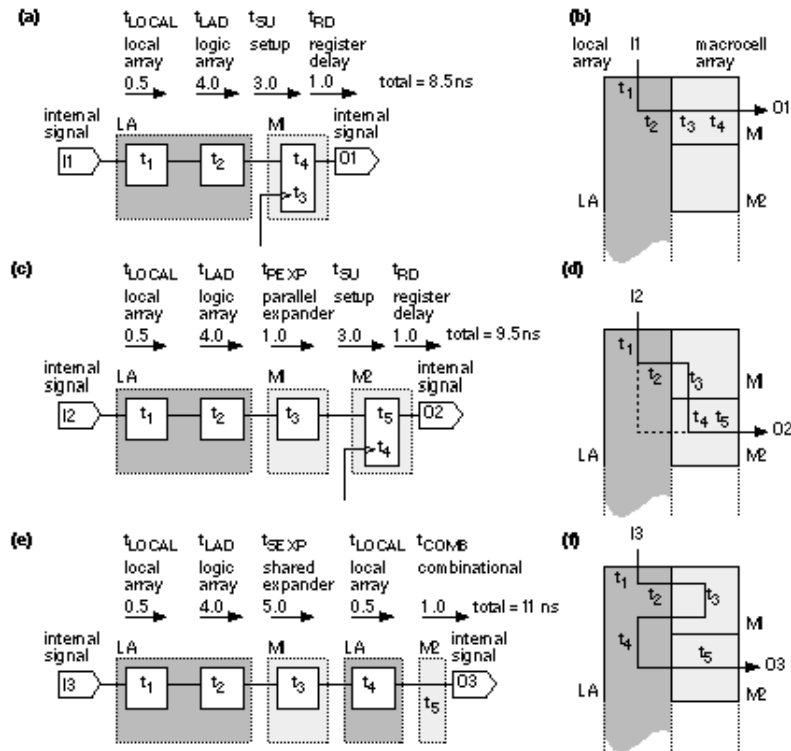 (a) tLOCAL tLAD tSU tRD
local array logic array setup register delay
0.5 4.0 3.0 1.0 total = 8.5 ns
internal signal LA M1 internal signal
I1 t1 t2 t4 O1
t3
(b) local array I1 macrocell array
t1
t2 t3 t4 O1
M1
LA M2
(c) tLOCAL tLAD tPEXP tSU tRD
local array logic array parallel expander setup register delay
0.5 4.0 1.0 3.0 1.0 total = 9.5 ns
internal signal LA M1 M2 internal signal
I2 t1 t2 t3 t5 O2
t4
(d) I2
t1
t2 t3
M1
t4 t5 O2
LA M2
(e) tLOCAL tLAD tSEXP tLOCAL tCOMB
local array logic array shared expander local array combinational
0.5 4.0 5.0 0.5 1.0 total = 11 ns
internal signal LA M1 LA M2 internal signal
I3 t1 t2 t3 t4 t5 O3
(f) I3
t1
t2 t3
M1
t4
t5 O3
LA M2